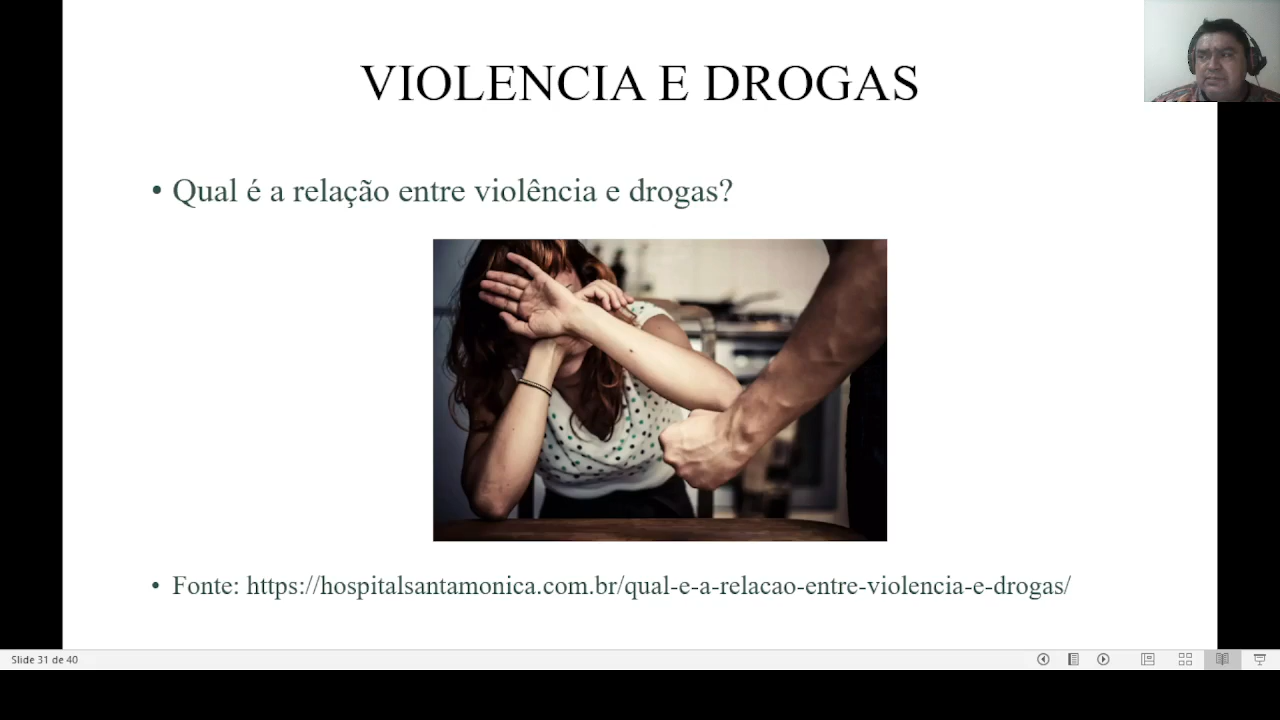 VIOLENCIA E DROGAS
• Qual é a relação entre violência e drogas?
• Fonte: https://hospitalsantamonica.com.br/qual-e-a-relacao-entre-violencia-e-drogas/
Slide 31 de 40